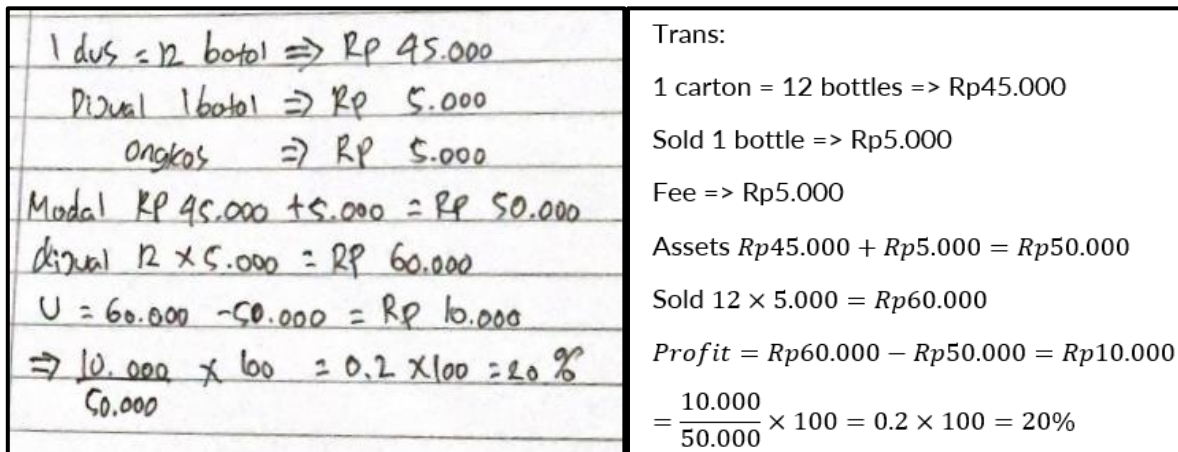 1 dus = 12 botol => Rp 45.000
Dijual 1 botol => Rp 5.000
ongkos => Rp 5.000
Modal Rp 45.000 + 5.000 = Rp 50.000
dijual 12 × 5.000 = Rp 60.000
U = 60.000 - 50.000 = Rp 10.000
=> 10.000 / 50.000 × 100 = 0.2 × 100 = 20 %
Trans:
1 carton = 12 bottles => Rp45.000
Sold 1 bottle => Rp5.000
Fee => Rp5.000
Assets Rp45.000 + Rp5.000 = Rp50.000
Sold 12 × 5.000 = Rp60.000
Profit = Rp60.000 − Rp50.000 = Rp10.000
= 10.000 / 50.000 × 100 = 0.2 × 100 = 20%